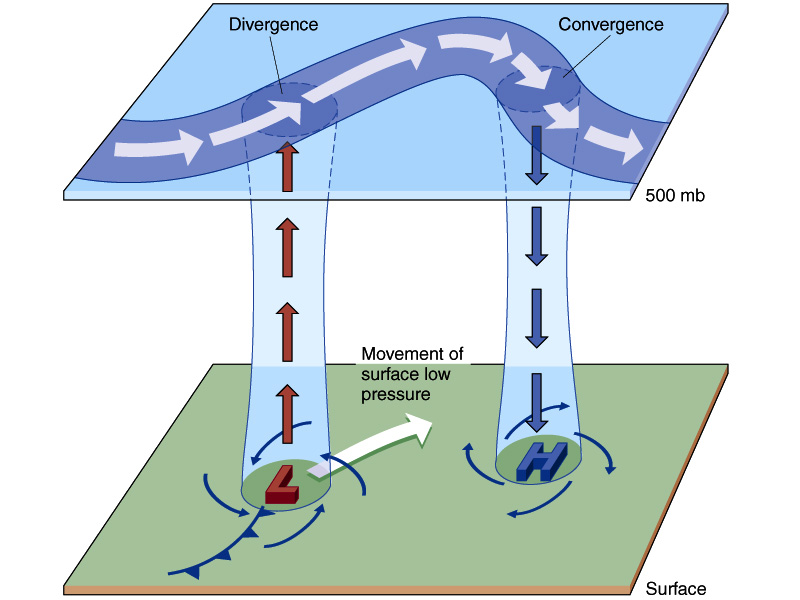 Divergence
Convergence
500 mb
Movement of
surface low
pressure
L
H
Surface